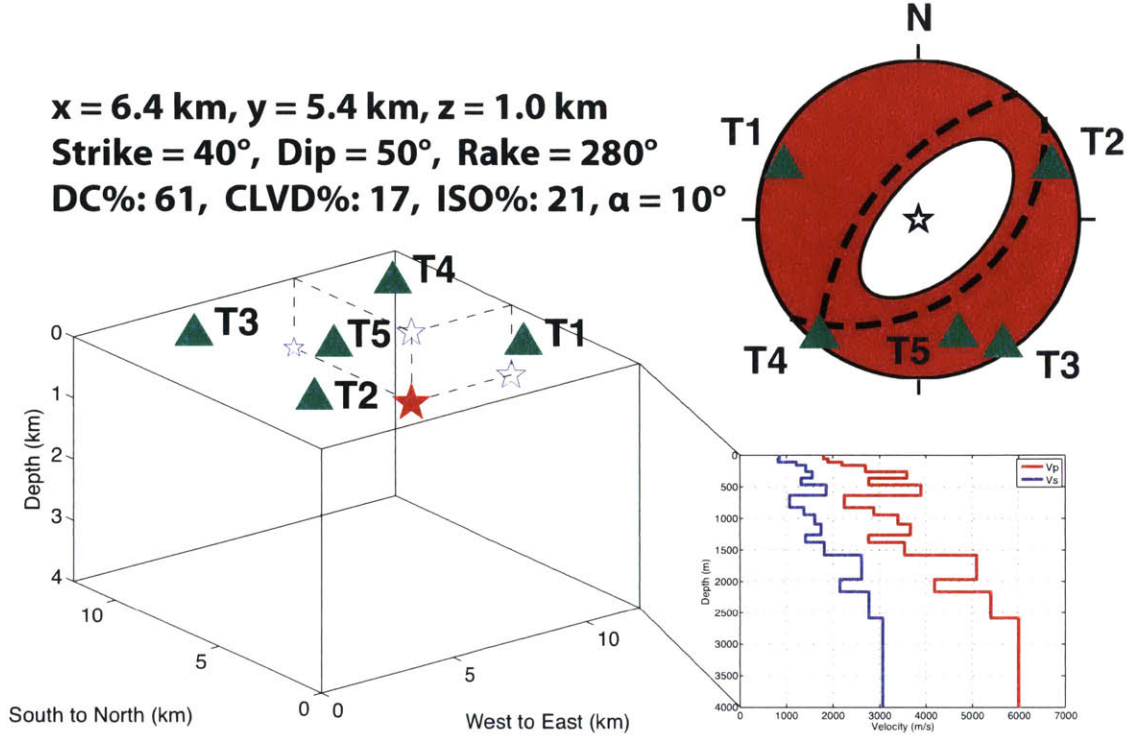 N
x = 6.4 km, y = 5.4 km, z = 1.0 km
Strike = 40°, Dip = 50°, Rake = 280°
DC%: 61, CLVD%: 17, ISO%: 21, α = 10°
T1
T2
T4
T5
T3
T4
T3
T5
T1
T2
0
1
2
3
4
Depth (km)
10
5
0
South to North (km)
0
5
10
West to East (km)
0
500
1000
1500
2000
2500
3000
3500
4000
Depth (m)
Vp
Vs
0
1000
2000
3000
4000
5000
6000
7000
Velocity (m/s)